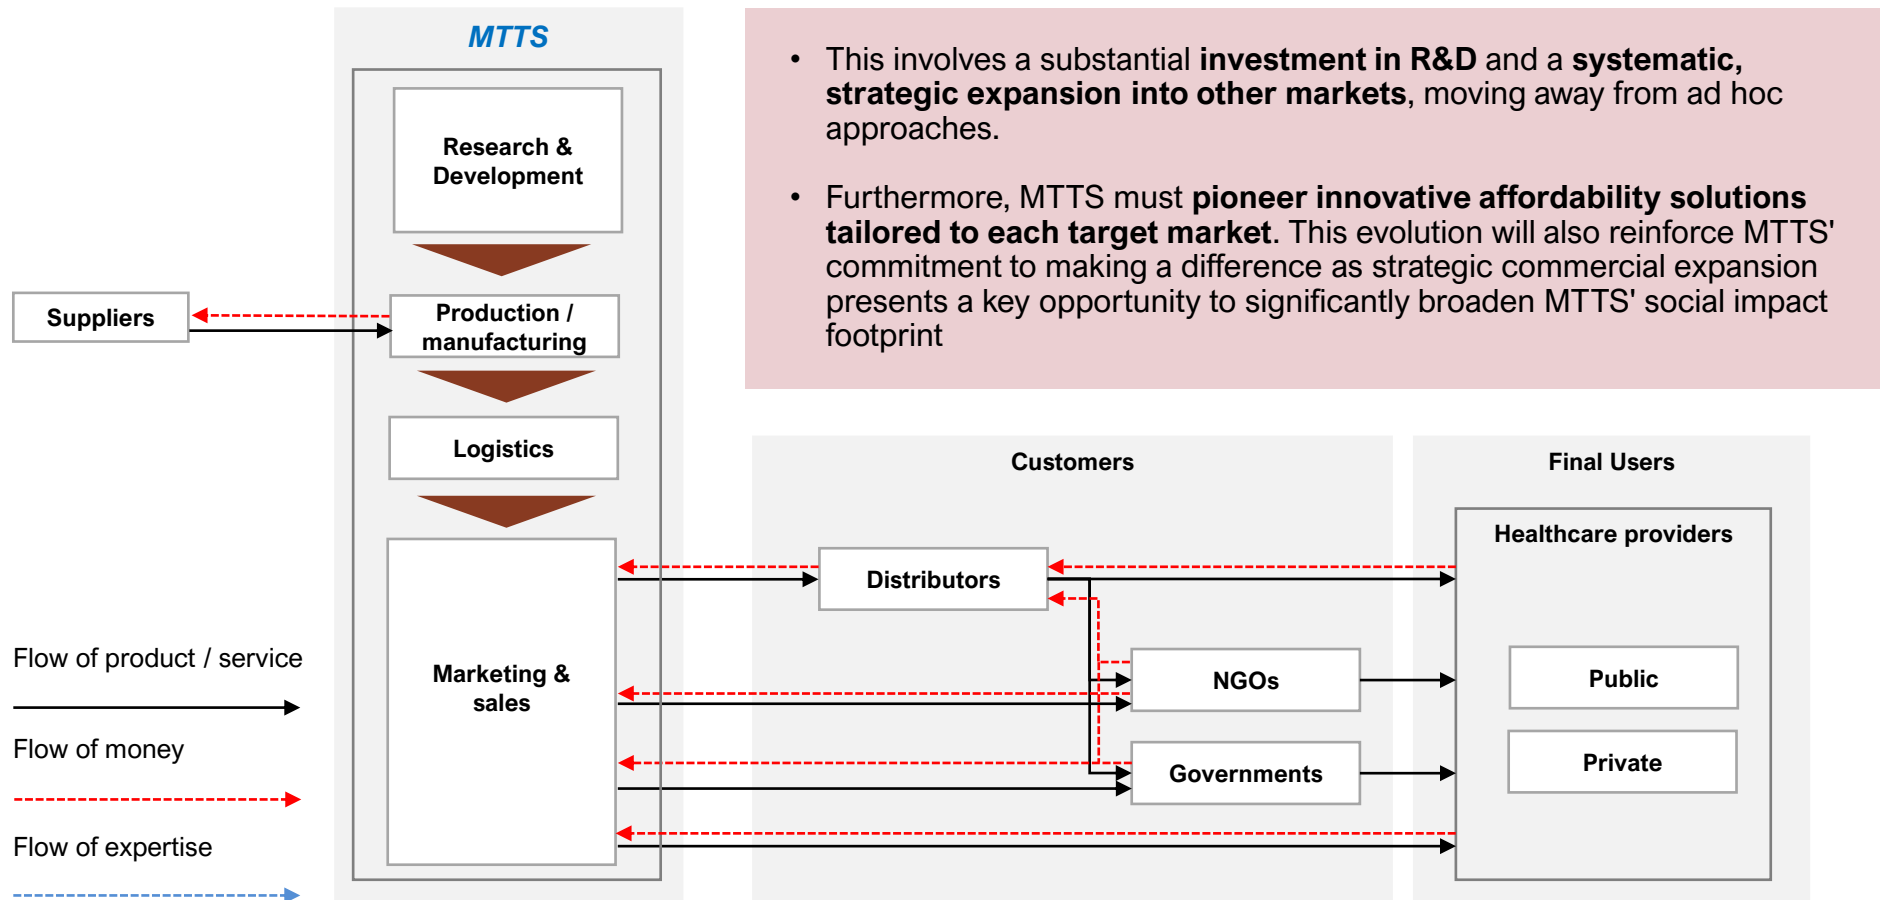 MTTS
Research &
Development
Suppliers
Production /
manufacturing
Logistics
Marketing &
sales
Flow of product / service
Flow of money
Flow of expertise
• This involves a substantial investment in R&D and a systematic,
strategic expansion into other markets, moving away from ad hoc
approaches.
• Furthermore, MTTS must pioneer innovative affordability solutions
tailored to each target market. This evolution will also reinforce MTTS'
commitment to making a difference as strategic commercial expansion
presents a key opportunity to significantly broaden MTTS' social impact
footprint
Customers
Distributors
NGOs
Governments
Final Users
Healthcare providers
Public
Private